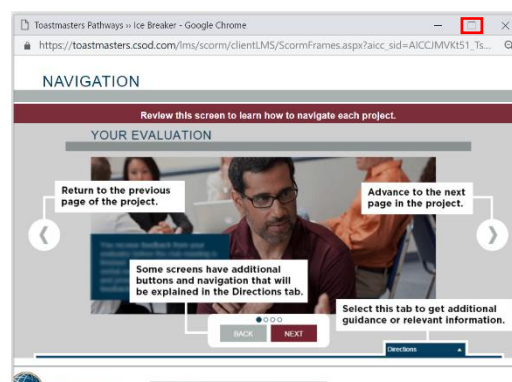 Toastmasters Pathways » Ice Breaker - Google Chrome
https://toastmasters.csod.com/lms/scorm/clientLMS/ScormFrames.aspx?aicc_sid=AICCJMVKt51_Ts...
NAVIGATION
Review this screen to learn how to navigate each project.
YOUR EVALUATION
Return to the previous
page of the project.
Advance to the next
page in the project.
Some screens have additional
buttons and navigation that will
be explained in the Directions tab.
Select this tab to get additional
guidance or relevant information.
BACK NEXT
Directions